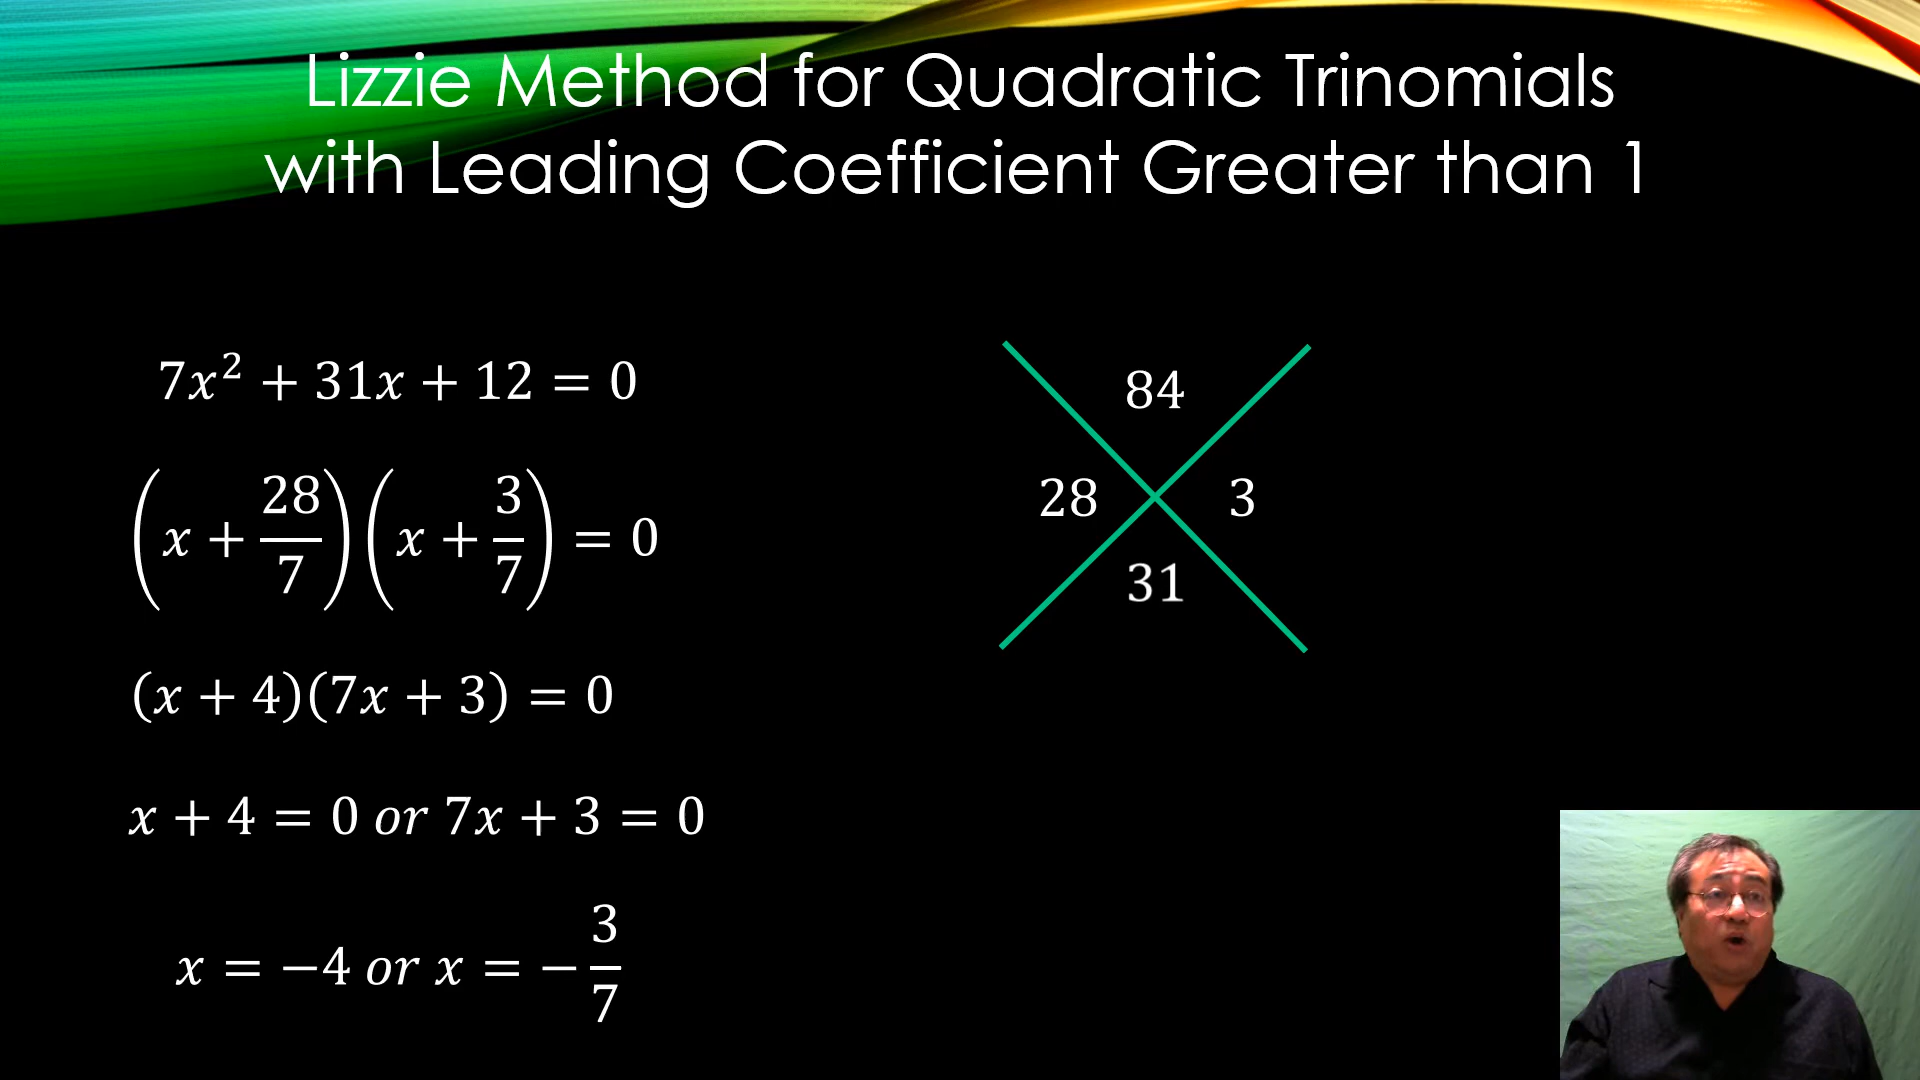 Lizzie Method for Quadratic Trinomials
with Leading Coefficient Greater than 1
7x² + 31x + 12 = 0
(x + 28/7)(x + 3/7) = 0
(x + 4)(7x + 3) = 0
x + 4 = 0 or 7x + 3 = 0
x = −4 or x = −3/7
84
28 3
31